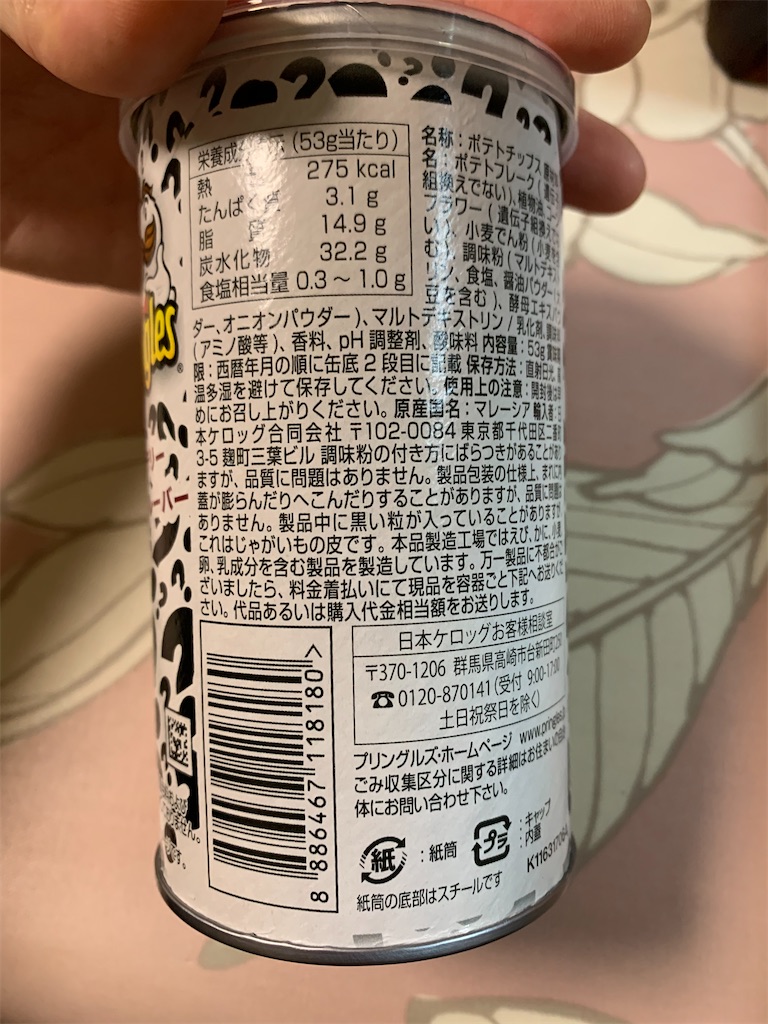 栄養成 (53g当たり)
熱 275 kcal
たんぱく質 3.1 g
脂 質 14.9 g
炭水化物 32.2 g
食塩相当量 0.3～1.0 g
名称：ポテトチップス
名：ポテトフレーク(
組換えでない)、植物油、コーン
フラワー(遺伝子組換え
い)、小麦でん粉(小麦を
む)、調味粉(マルトデキスト
リン、食塩、醤油パウダー(
豆を含む)、酵母エキスパウ
ダー、オニオンパウダー)、マルトデキストリン/乳化剤、調味料
(アミノ酸等)、香料、pH調整剤、酸味料 内容量：53g
限：西暦年月の順に缶底2段目に記載 保存方法：直射日光、
温多湿を避けて保存してください。使用上の注意：開封後は
めにお召し上がりください。原産国名：マレーシア 輸入者：日
本ケロッグ合同会社 〒102-0084 東京都千代田区二番町
3-5 麹町三葉ビル 調味粉の付き方にばらつきがあることがあり
ますが、品質に問題はありません。製品包装の仕様上、まれに内
蓋が膨らんだりへこんだりすることがありますが、品質に問題は
ありません。製品中に黒い粒が入っていることがありますが、
これはじゃがいもの皮です。本品製造工場ではえび、かに、小麦、
卵、乳成分を含む製品を製造しています。万一製品に不都合がご
ざいましたら、料金着払いにて現品を容器ごと下記へお送りくだ
さい。代品あるいは購入代金相当額をお送りします。
日本ケロッグお客様相談室
〒370-1206 群馬県高崎市台新田町
☎0120-870141(受付 9:00-17:00
土日祝祭日を除く)
プリングルズ・ホームページ www.pringles.
ごみ収集区分に関する詳細はお住まいの自治
体にお問い合わせ下さい。
紙 ：紙筒 プラ ：キャップ
：内蓋
紙筒の底部はスチールです
8 886467 118180 >
gles
リー
ーバー